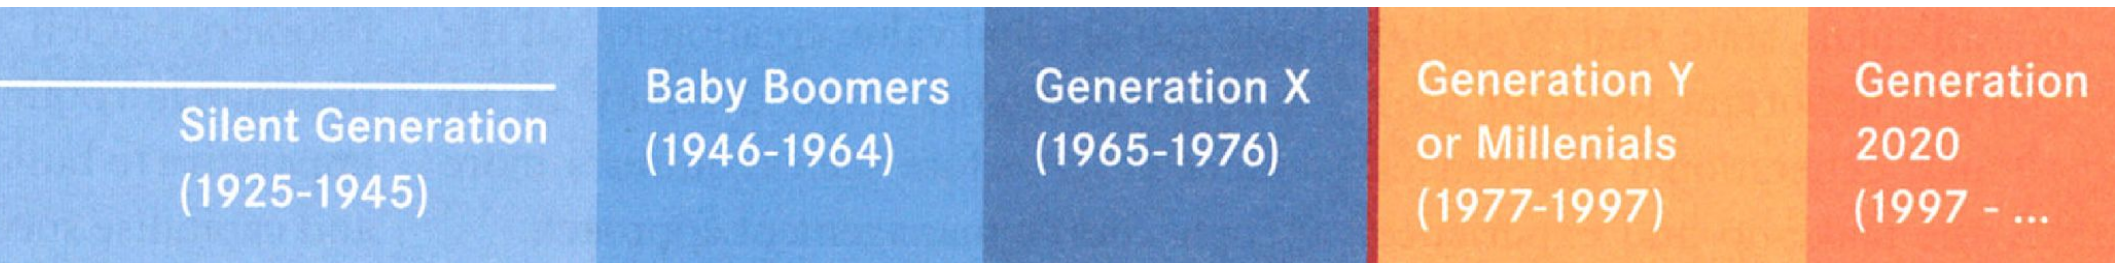 Silent Generation
(1925-1945)
Baby Boomers
(1946-1964)
Generation X
(1965-1976)
Generation Y
or Millenials
(1977-1997)
Generation
2020
(1997 - ...